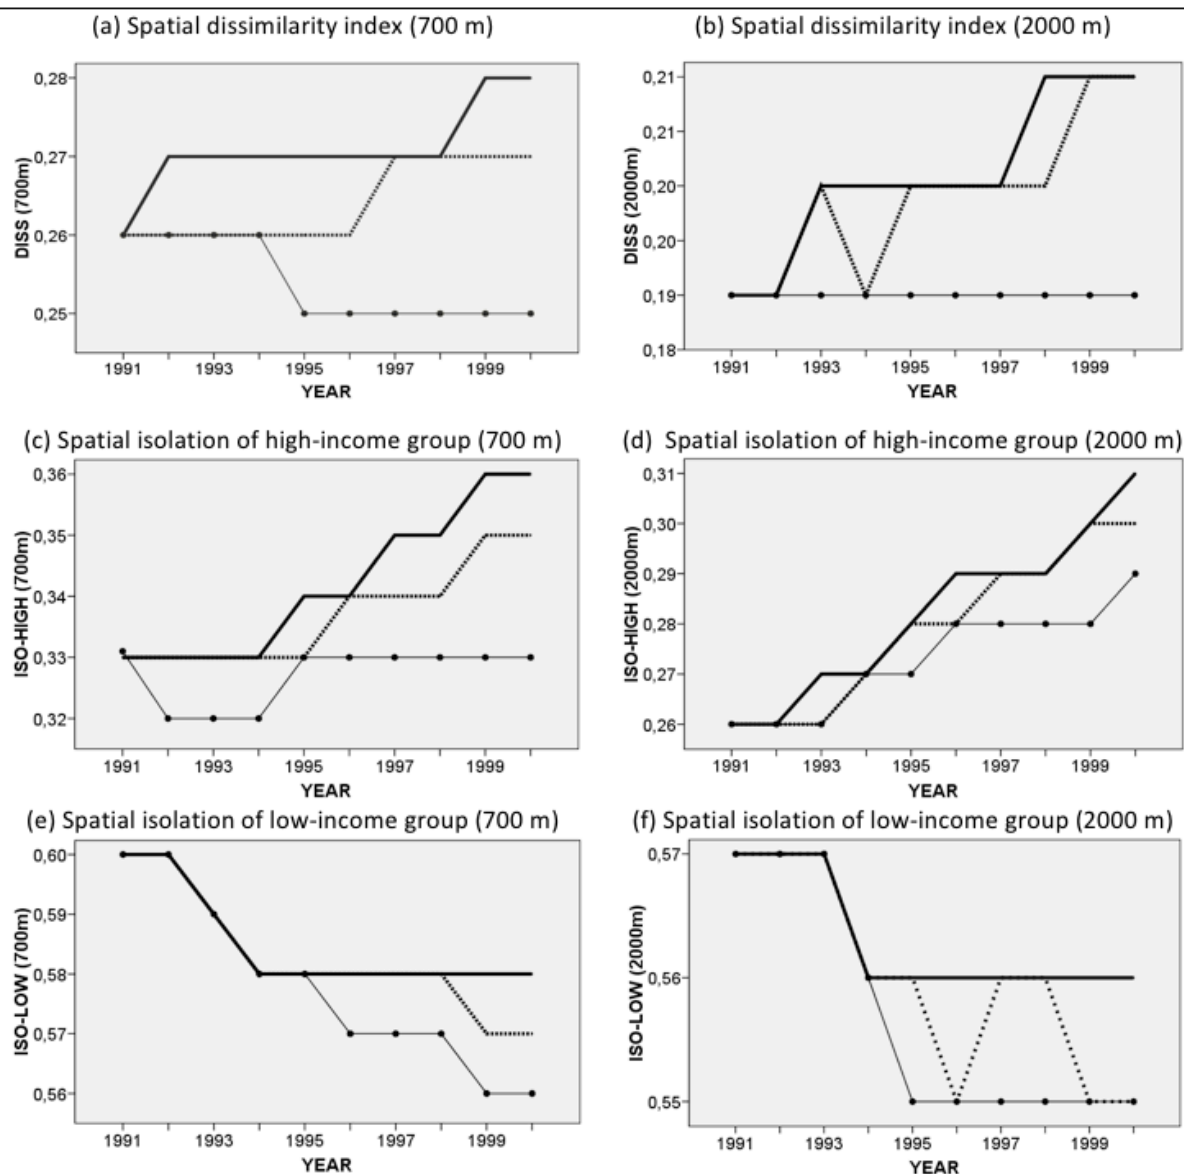 (a) Spatial dissimilarity index (700 m)
0,28
0,27
0,26
0,25
DISS (700m)
1991 1993 1995 1997 1999
YEAR
(b) Spatial dissimilarity index (2000 m)
0,21
0,21
0,20
0,20
0,19
0,18
DISS (2000m)
1991 1993 1995 1997 1999
YEAR
(c) Spatial isolation of high-income group (700 m)
0,36
0,35
0,34
0,33
0,32
ISO-HIGH (700m)
1991 1993 1995 1997 1999
YEAR
(d) Spatial isolation of high-income group (2000 m)
0,31
0,30
0,29
0,28
0,27
0,26
ISO-HIGH (2000m)
1991 1993 1995 1997 1999
YEAR
(e) Spatial isolation of low-income group (700 m)
0,60
0,59
0,58
0,57
0,56
ISO-LOW (700m)
1991 1993 1995 1997 1999
YEAR
(f) Spatial isolation of low-income group (2000 m)
0,57
0,56
0,55
ISO-LOW (2000m)
1991 1993 1995 1997 1999
YEAR